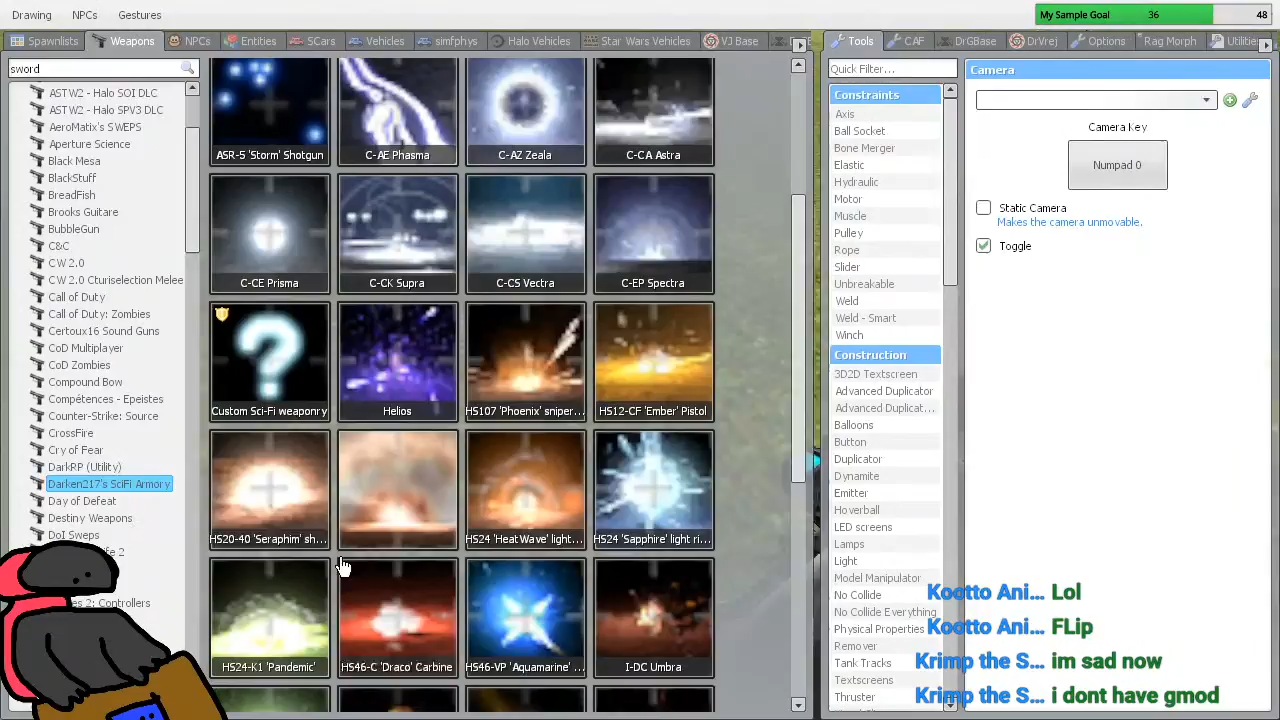 Drawing NPCs Gestures
My Sample Goal 36 48
Spawnlists Weapons NPCs Entities SCars Vehicles simfphys Halo Vehicles Star Wars Vehicles VJ Base
Tools CAF DrGBase DrVrej Options Rag Morph Utilitie
sword
ASTW2 - Halo SOTDLC
ASTW2 - Halo SPV3 DLC
AeroMatix's SWEPS
Aperture Science
Black Mesa
BlackStuff
BreadFish
Brooks Guitare
BubbleGun
C&C
CW 2.0
CW 2.0 Churiselection Melee
Call of Duty
Call of Duty: Zombies
Certoux16 Sound Guns
CoD Multiplayer
CoD Zombies
Compound Bow
Compétences - Épéistes
Counter-Strike: Source
CrossFire
Cry of Fear
DarkRP (Utility)
Darken217's SciFi Armory
Day of Defeat
Destiny Weapons
DoI Sweps
fe 2
es 2: Controllers
ASR-5 'Storm' Shotgun C-AE Phasma C-AZ Zeala C-CA Astra
C-CE Prisma C-CK Supra C-CS Vectra C-EP Spectra
Custom Sci-Fi weaponry Helios HS107 'Phoenix' sniper... HS12-CF 'Ember' Pistol
HS20-40 'Seraphim' sh... HS24 'HeatWave' light... HS24 'Sapphire' light ri...
HS24-K1 'Pandemic' HS46-C 'Draco' Carbine HS46-VP 'Aquamarine' ... I-DC Umbra
Quick Filter...
Constraints
Axis
Ball Socket
Bone Merger
Elastic
Hydraulic
Motor
Muscle
Pulley
Rope
Slider
Unbreakable
Weld
Weld - Smart
Winch
Construction
3D2D Textscreen
Advanced Duplicator
Advanced Duplicat...
Balloons
Button
Duplicator
Dynamite
Emitter
Hoverball
LED screens
Lamps
Light
Model Manipulator
No Collide
No Collide Everything
Physical Properties
Remover
Tank Tracks
Textscreens
Thruster
Camera
Camera Key
Numpad 0
Static Camera
Makes the camera unmovable.
Toggle
Kootto Ani... Lol
Kootto Ani... FLip
Krimp the S... im sad now
Krimp the S... i dont have gmod